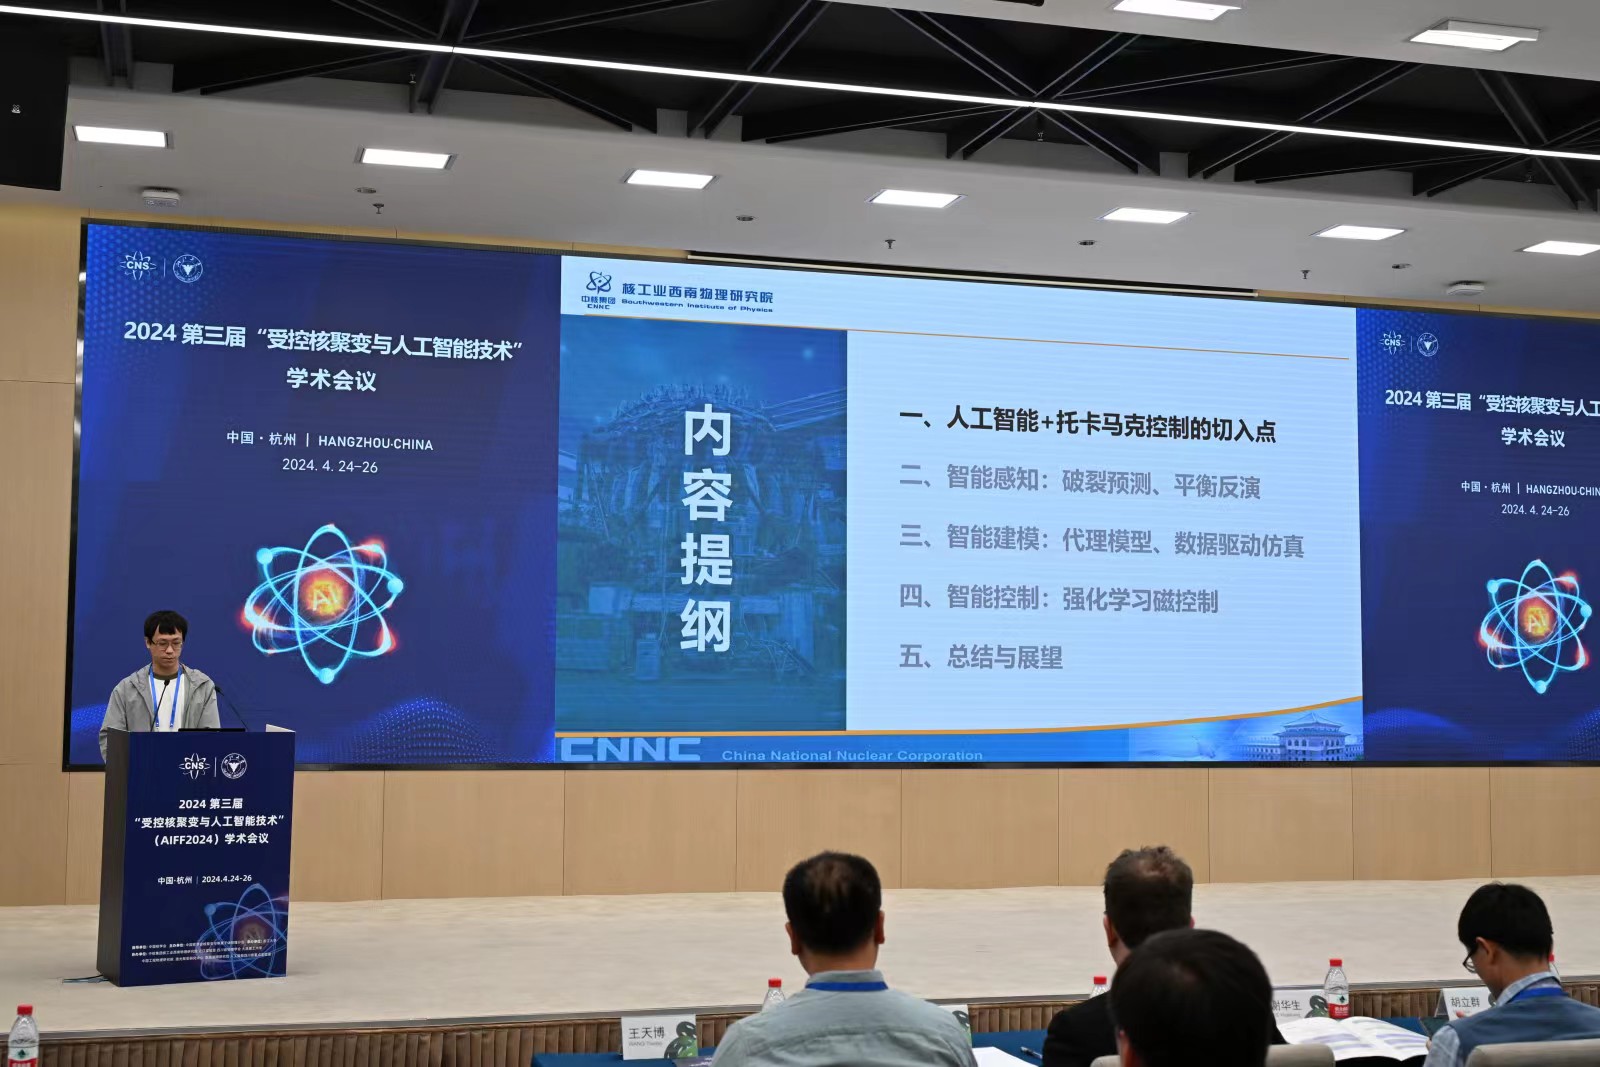 CNS
2024 第三届 “受控核聚变与人工智能技术”
学术会议
中国·杭州 | HANGZHOU·CHINA
2024. 4. 24-26
AI
中核集团
CNNC
核工业西南物理研究院
Southwestern Institute of Physics
内容提纲
一、人工智能+托卡马克控制的切入点
二、智能感知：破裂预测、平衡反演
三、智能建模：代理模型、数据驱动仿真
四、智能控制：强化学习磁控制
五、总结与展望
CNNC China National Nuclear Corporation
CNS
2024 第三届 “受控核聚变与人工
学术会议
中国·杭州 | HANGZHOU·CHIN
2024. 4. 24-26
AI
CNS
2024 第三届
“受控核聚变与人工智能技术”
（AIFF2024）学术会议
中国·杭州 | 2024.4.24-26
王天博
谢华生
胡立群